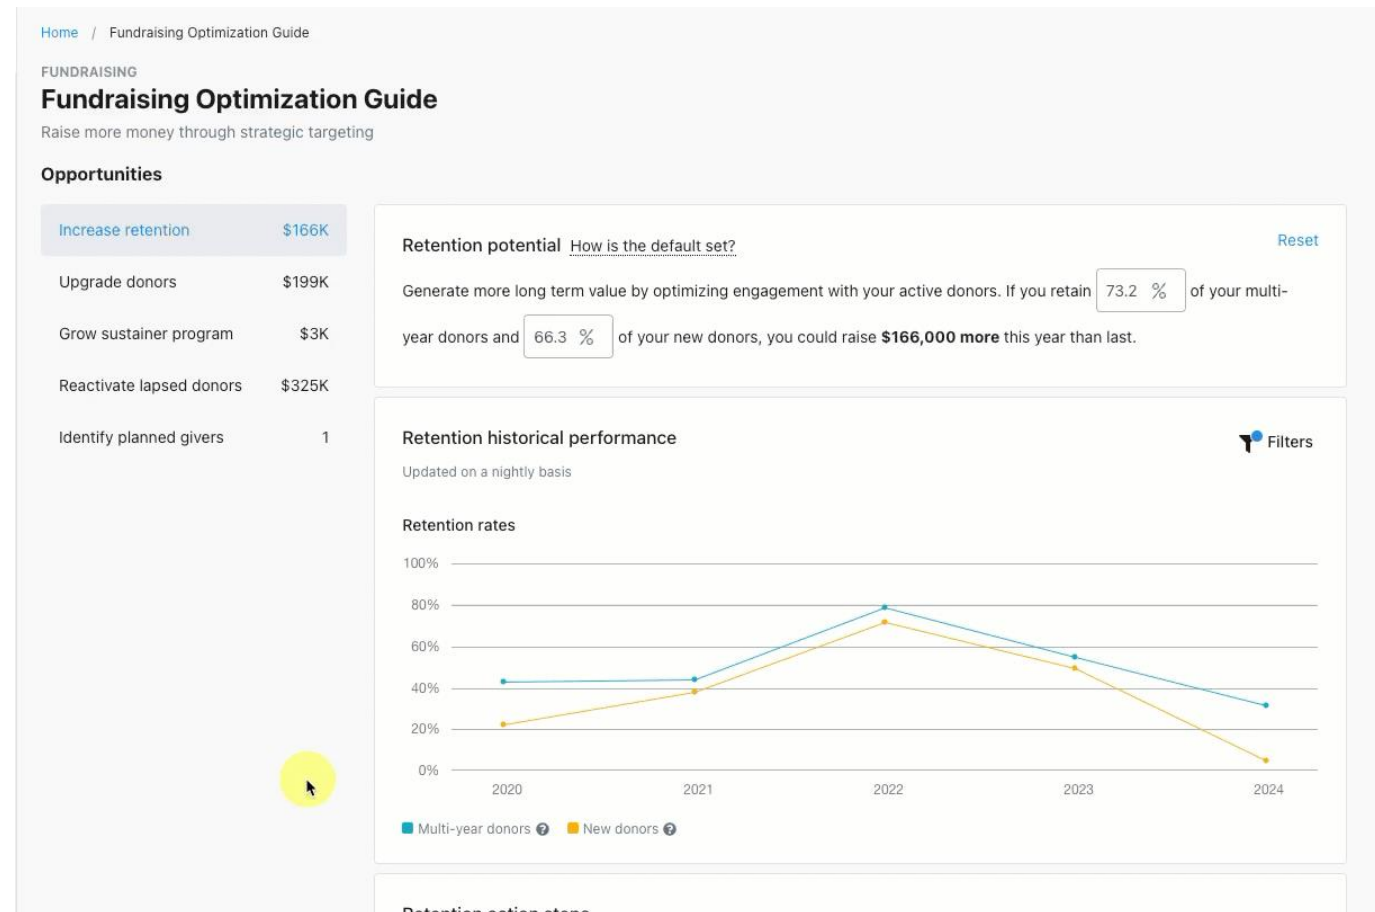 Home / Fundraising Optimization Guide
FUNDRAISING
Fundraising Optimization Guide
Raise more money through strategic targeting
Opportunities
Increase retention $166K
Upgrade donors $199K
Grow sustainer program $3K
Reactivate lapsed donors $325K
Identify planned givers 1
Retention potential How is the default set? Reset
Generate more long term value by optimizing engagement with your active donors. If you retain 73.2 % of your multi-
year donors and 66.3 % of your new donors, you could raise $166,000 more this year than last.
Retention historical performance Filters
Updated on a nightly basis
Retention rates
100%
80%
60%
40%
20%
0%
2020 2021 2022 2023 2024
Multi-year donors ? New donors ?
Retention action steps